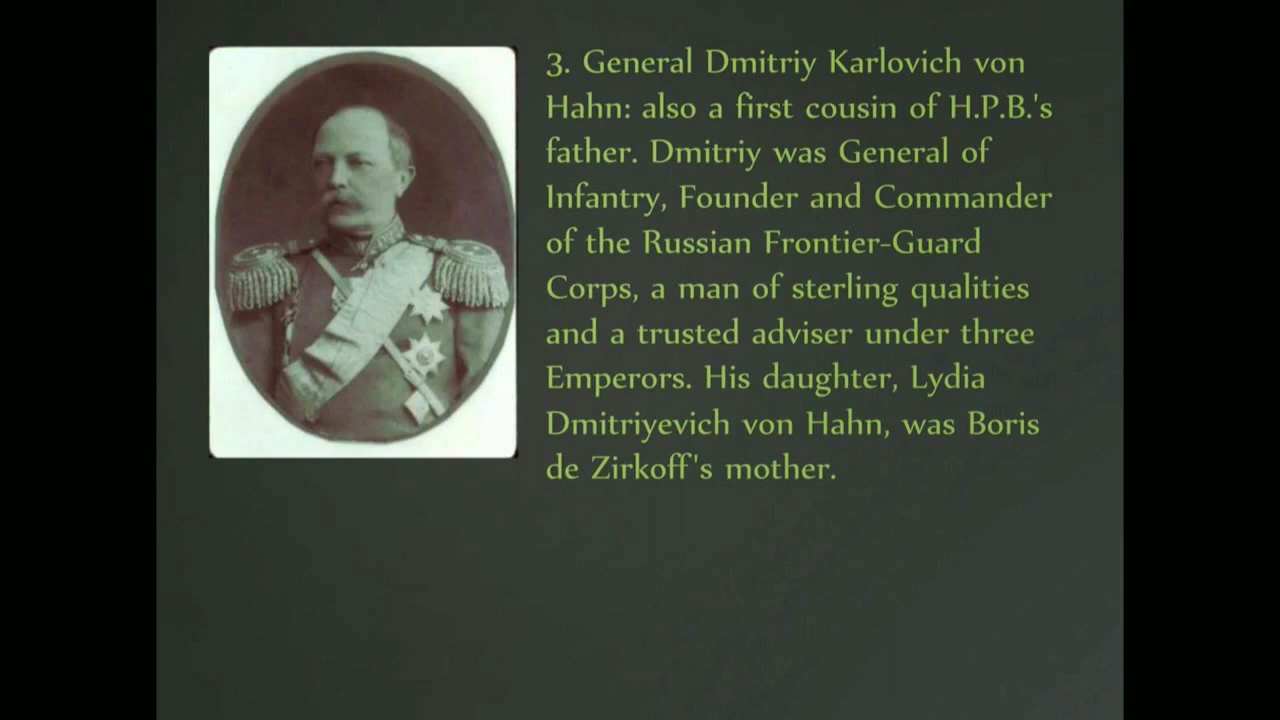 3. General Dmitriy Karlovich von
Hahn: also a first cousin of H.P.B.'s
father. Dmitriy was General of
Infantry, Founder and Commander
of the Russian Frontier-Guard
Corps, a man of sterling qualities
and a trusted adviser under three
Emperors. His daughter, Lydia
Dmitriyevich von Hahn, was Boris
de Zirkoff's mother.